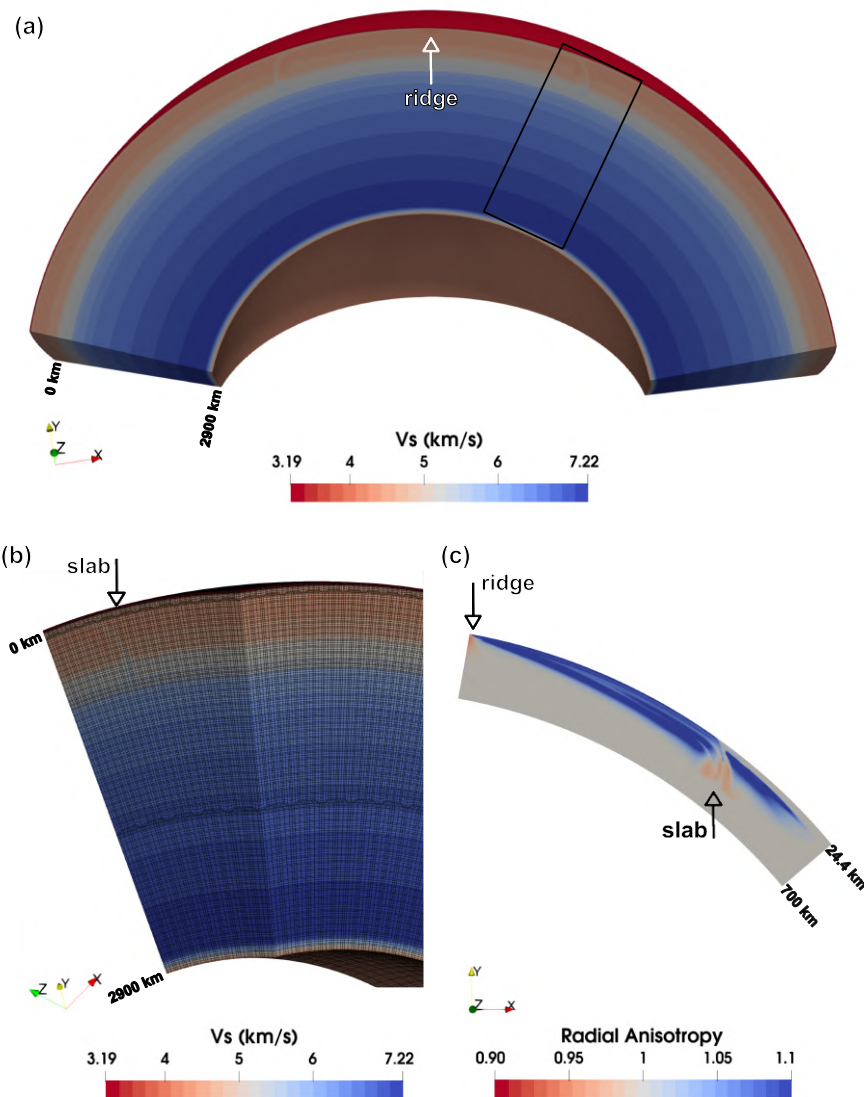 (a)
ridge
0 km
2900 km
Y
Z
X
Vs (km/s)
3.19 4 5 6 7.22
(b)
slab
0 km
2900 km
Z
Y
X
Vs (km/s)
3.19 4 5 6 7.22
(c)
ridge
slab
24.4 km
700 km
Y
Z
X
Radial Anisotropy
0.90 0.95 1 1.05 1.1